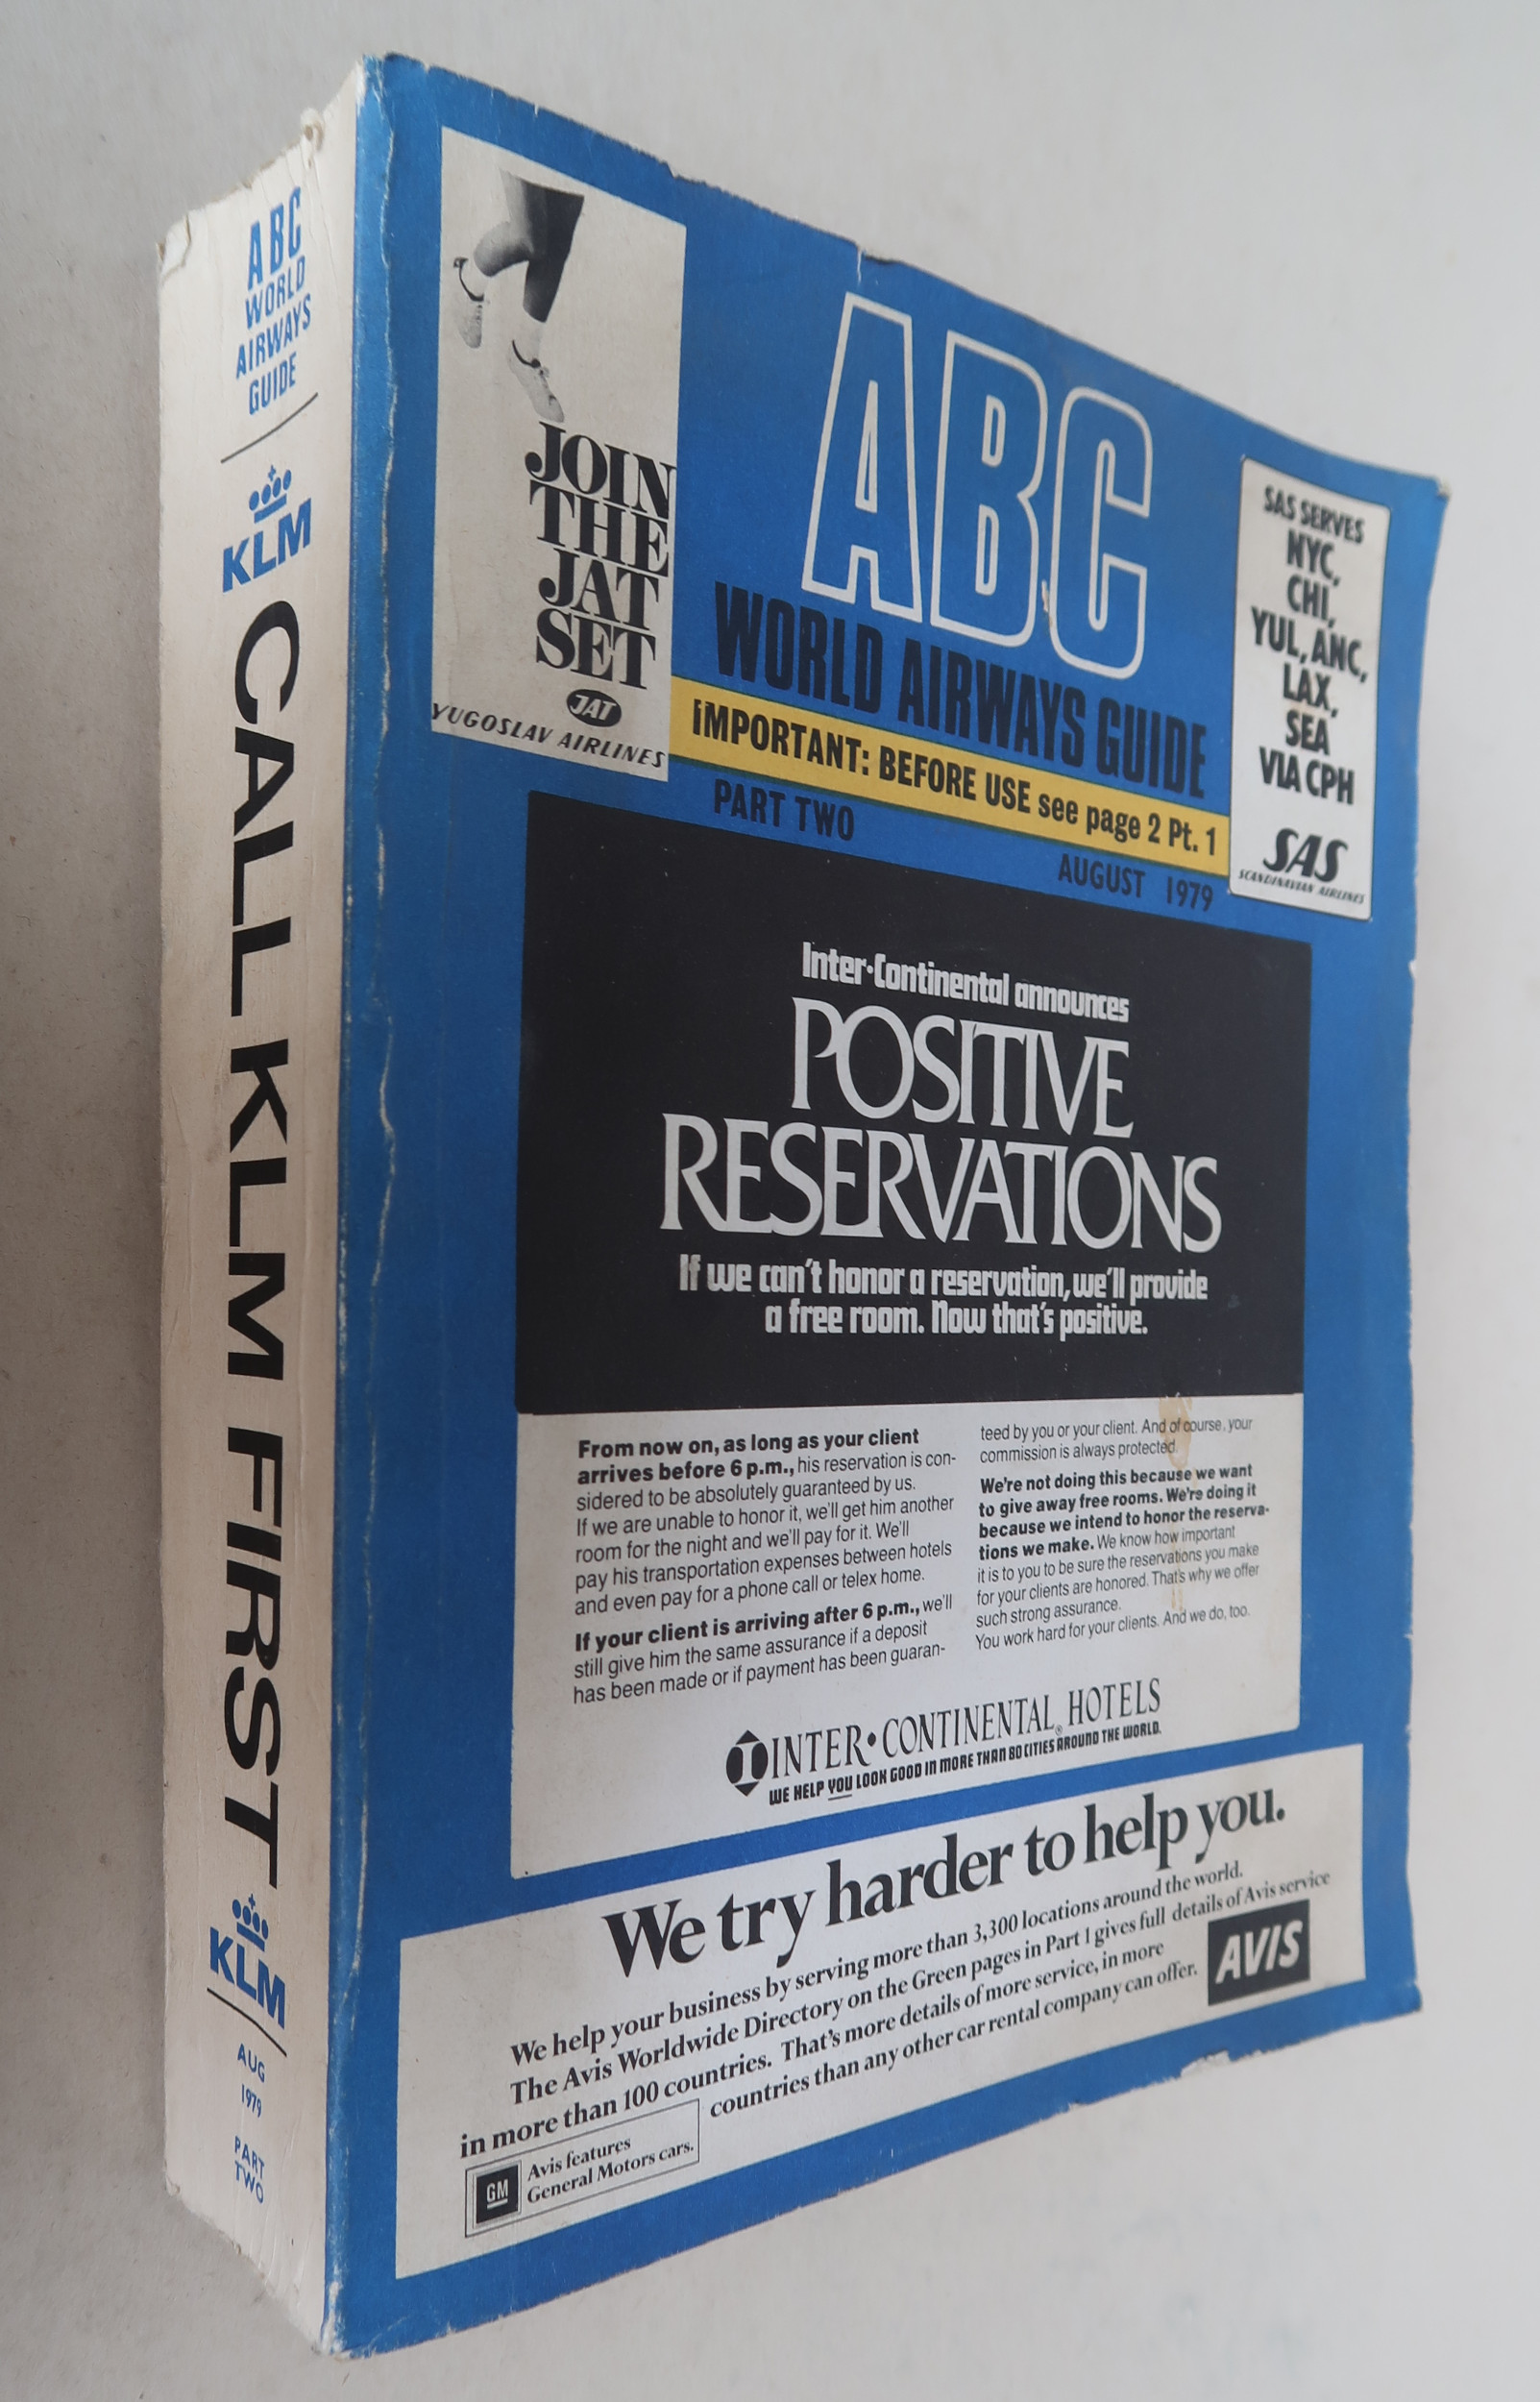 ABC
WORLD
AIRWAYS
GUIDE
KLM
CALL KLM FIRST
KLM
AUG
1979
PART
TWO
JOIN
THE
JAT
SET
JAT
YUGOSLAV AIRLINES
ABC
WORLD AIRWAYS GUIDE
IMPORTANT: BEFORE USE see page 2 Pt. 1
PART TWO
AUGUST 1979
SAS SERVES
NYC,
CHI,
YUL, ANC,
LAX,
SEA
VIA CPH
SAS
SCANDINAVIAN AIRLINES
Inter·Continental announces
POSITIVE
RESERVATIONS
If we can't honor a reservation, we'll provide
a free room. Now that's positive.
From now on, as long as your client
arrives before 6 p.m., his reservation is con-
sidered to be absolutely guaranteed by us.
If we are unable to honor it, we'll get him another
room for the night and we'll pay for it. We'll
pay his transportation expenses between hotels
and even pay for a phone call or telex home.
If your client is arriving after 6 p.m., we'll
still give him the same assurance if a deposit
has been made or if payment has been guaran-
teed by you or your client. And of course, your
commission is always protected.
We're not doing this because we want
to give away free rooms. We're doing it
because we intend to honor the reserva-
tions we make. We know how important
it is to you to be sure the reservations you make
for your clients are honored. That's why we offer
such strong assurance.
You work hard for your clients. And we do, too.
INTER·CONTINENTAL® HOTELS
WE HELP YOU LOOK GOOD IN MORE THAN 80 CITIES AROUND THE WORLD.
We try harder to help you.
We help your business by serving more than 3,300 locations around the world.
The Avis Worldwide Directory on the Green pages in Part 1 gives full details of Avis service
in more than 100 countries. That's more details of more service, in more
countries than any other car rental company can offer.
AVIS
GM
Avis features
General Motors cars.